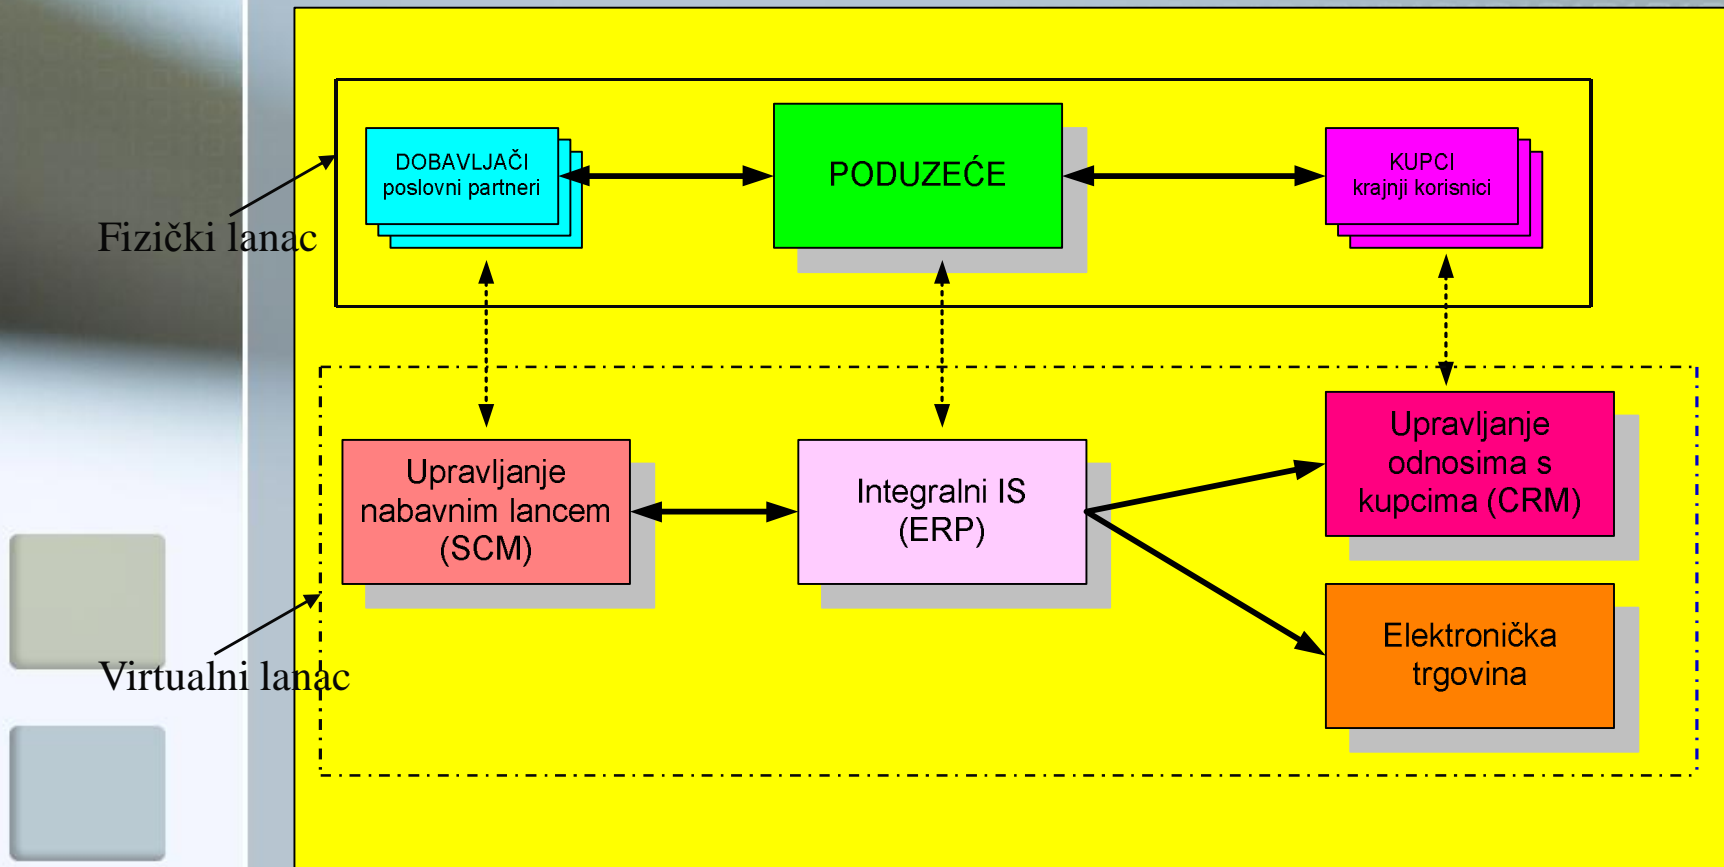 DOBAVLJAČI
poslovni partneri
PODUZEĆE
KUPCI
krajnji korisnici
Fizički lanac
Upravljanje
nabavnim lancem
(SCM)
Integralni IS
(ERP)
Upravljanje
odnosima s
kupcima (CRM)
Elektronička
trgovina
Virtualni lanac